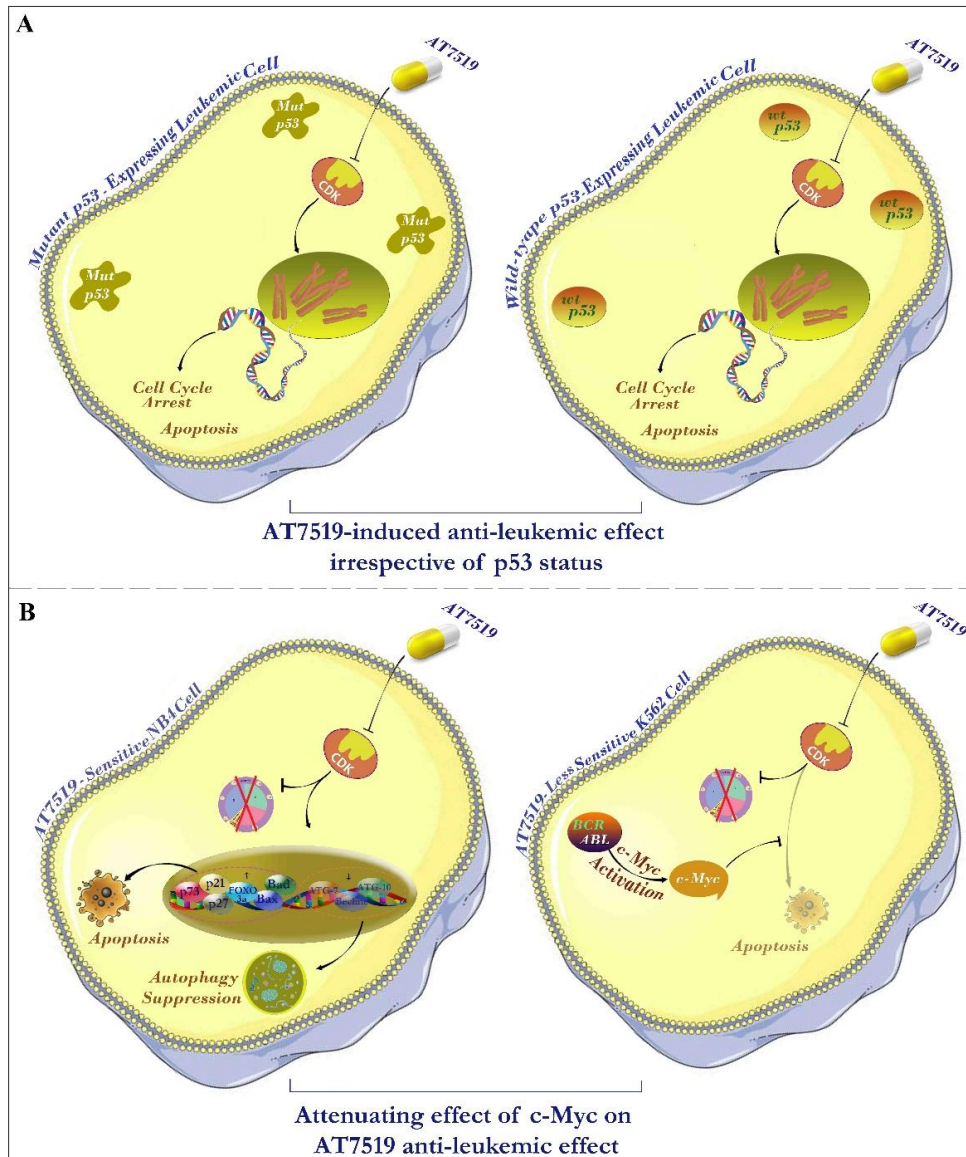 A
AT7519
Mutant p53 - Expressing Leukemic Cell
Mut
p53
CDK
Mut
p53
Mut
p53
Cell Cycle
Arrest
Apoptosis
AT7519
Wild-tyape p53-Expressing Leukemic Cell
wt
p53
CDK
wt
p53
wt
p53
Cell Cycle
Arrest
Apoptosis
AT7519-induced anti-leukemic effect
irrespective of p53 status
B
AT7519
AT7519 - Sensitive NB4 Cell
CDK
p73
p21
p27
↑
FOXO
3a
Bad
Bax
↓
ATG-7
ATG-10
Apoptosis
Autophagy
Suppression
AT7519
AT7519-Less Sensitive K562 Cell
CDK
BCR
ABL
c-Myc
Activation
c-Myc
Apoptosis
Attenuating effect of c-Myc on
AT7519 anti-leukemic effect